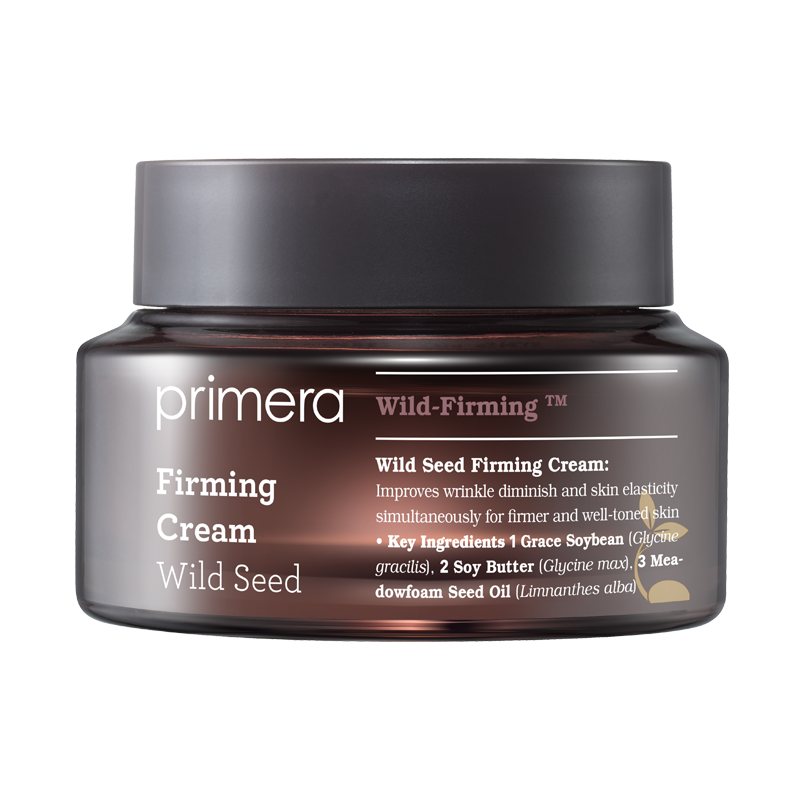 primera
Firming
Cream
Wild Seed
Wild-Firming ™
Wild Seed Firming Cream:
Improves wrinkle diminish and skin elasticity
simultaneously for firmer and well-toned skin
• Key Ingredients 1 Grace Soybean (Glycine
gracilis), 2 Soy Butter (Glycine max), 3 Mea-
dowfoam Seed Oil (Limnanthes alba)